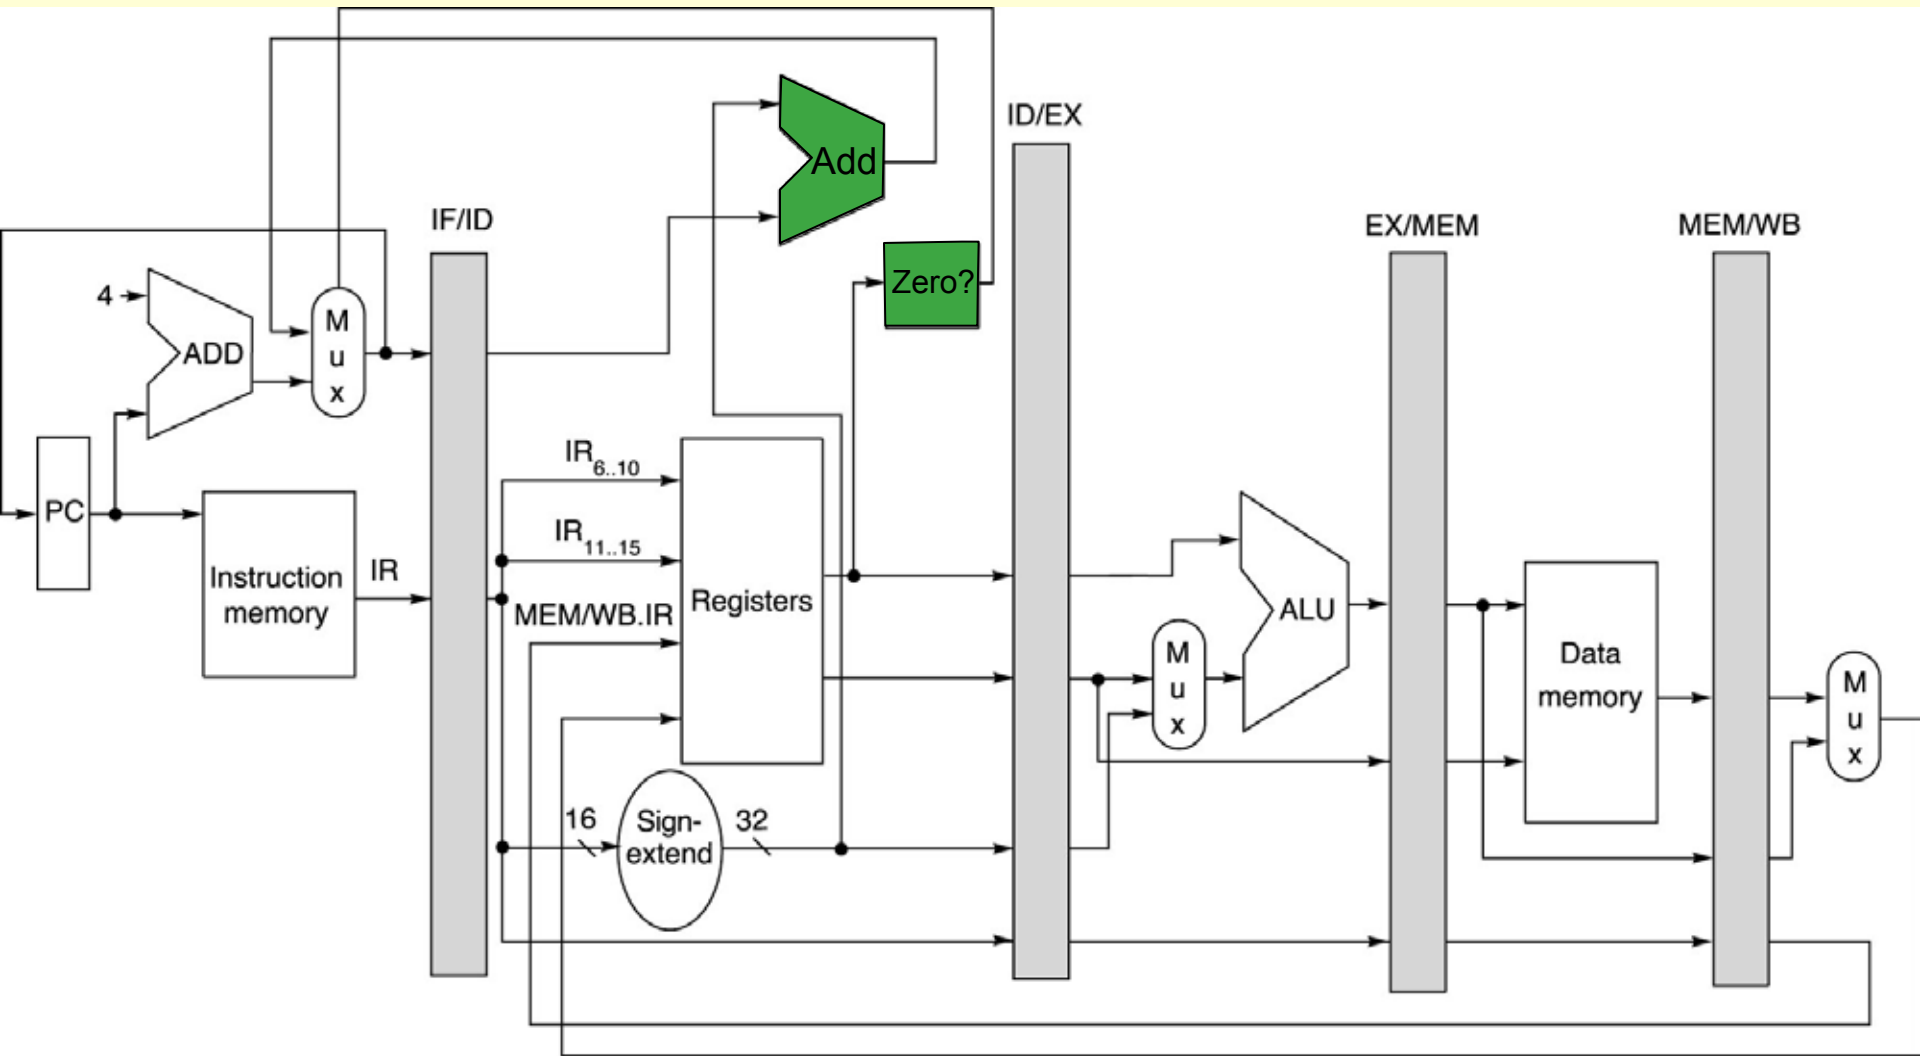 ID/EX
Add
IF/ID
EX/MEM
MEM/WB
Zero?
4
ADD
M
u
x
IR6..10
PC
IR11..15
Instruction
memory
IR
MEM/WB.IR
Registers
ALU
M
u
x
Data
memory
M
u
x
16
Sign-
extend
32